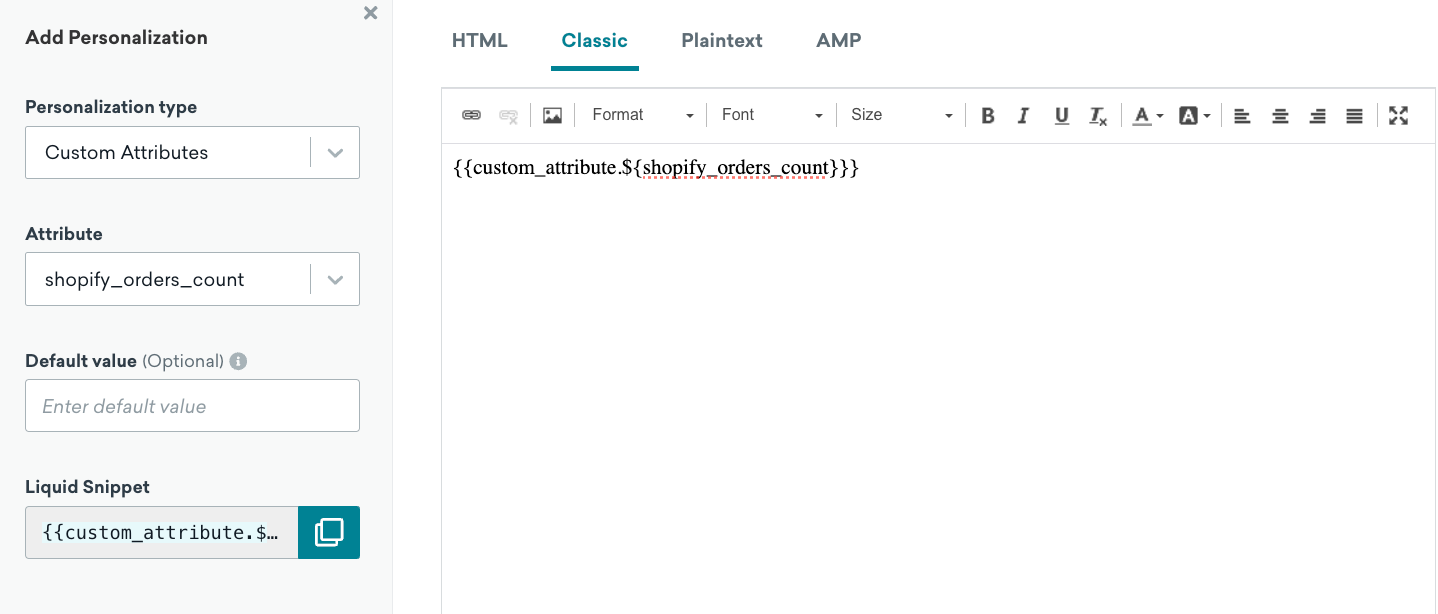 Add Personalization
Personalization type
Custom Attributes
Attribute
shopify_orders_count
Default value (Optional)
Enter default value
Liquid Snippet
{{custom_attribute.$…
HTML Classic Plaintext AMP
Format Font Size B I U Tx A A
{{custom_attribute.${shopify_orders_count}}}